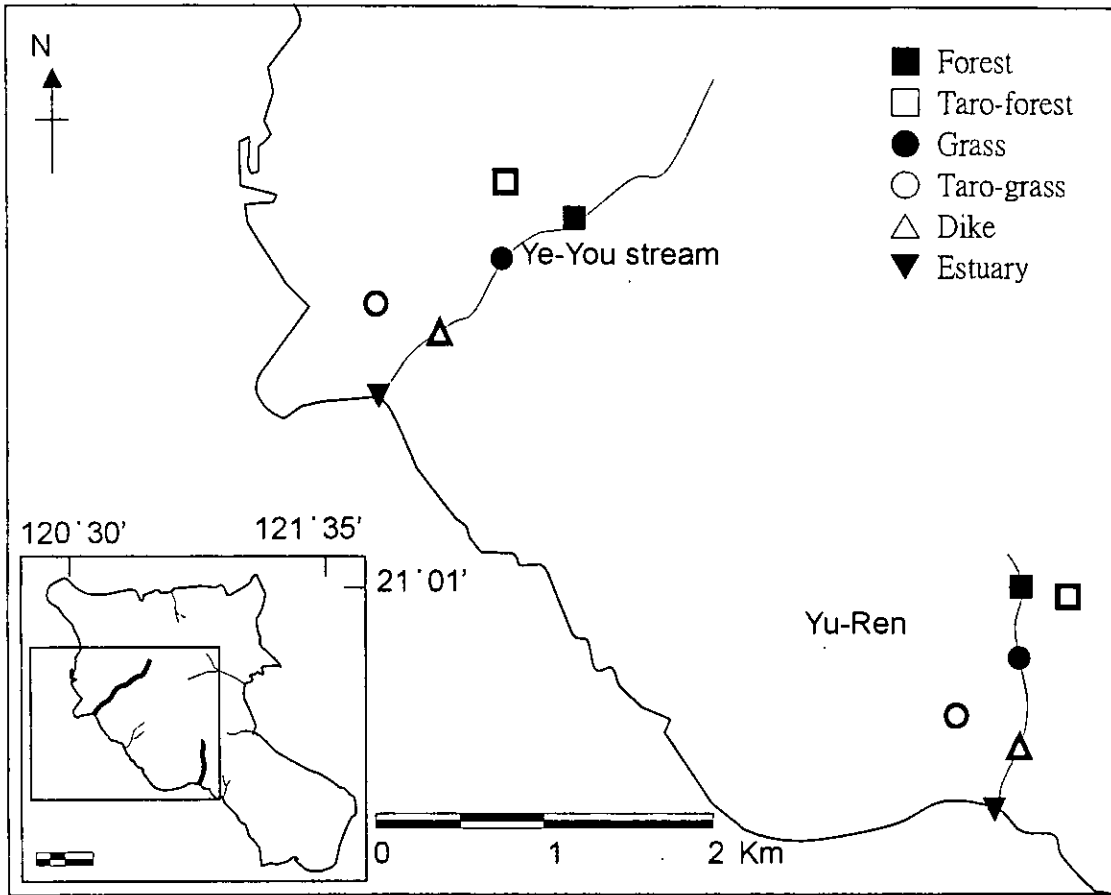 N
Forest
Taro-forest
Grass
Taro-grass
Dike
Estuary
Ye-You stream
120˙30' 121˙35'
21˙01'
Yu-Ren
0 1 2 Km